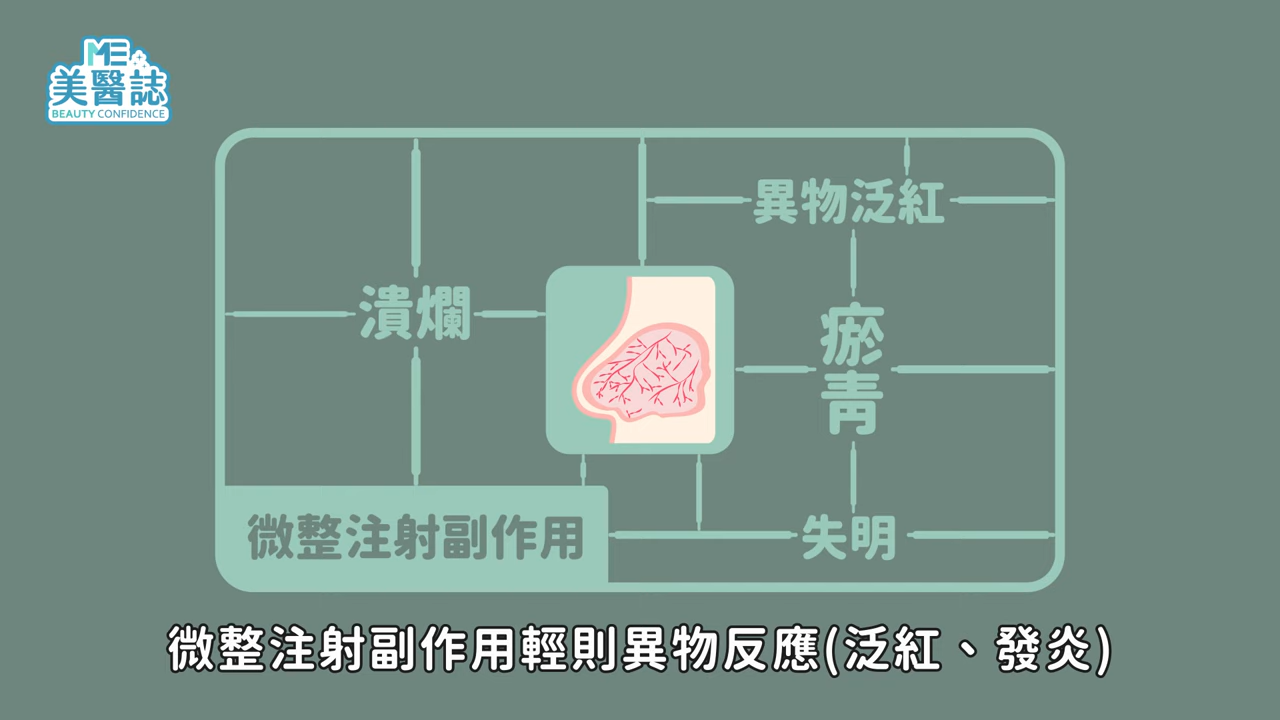 ME
美醫誌
BEAUTY CONFIDENCE
異物泛紅
潰爛
瘀青
微整注射副作用
失明
微整注射副作用輕則異物反應(泛紅、發炎)